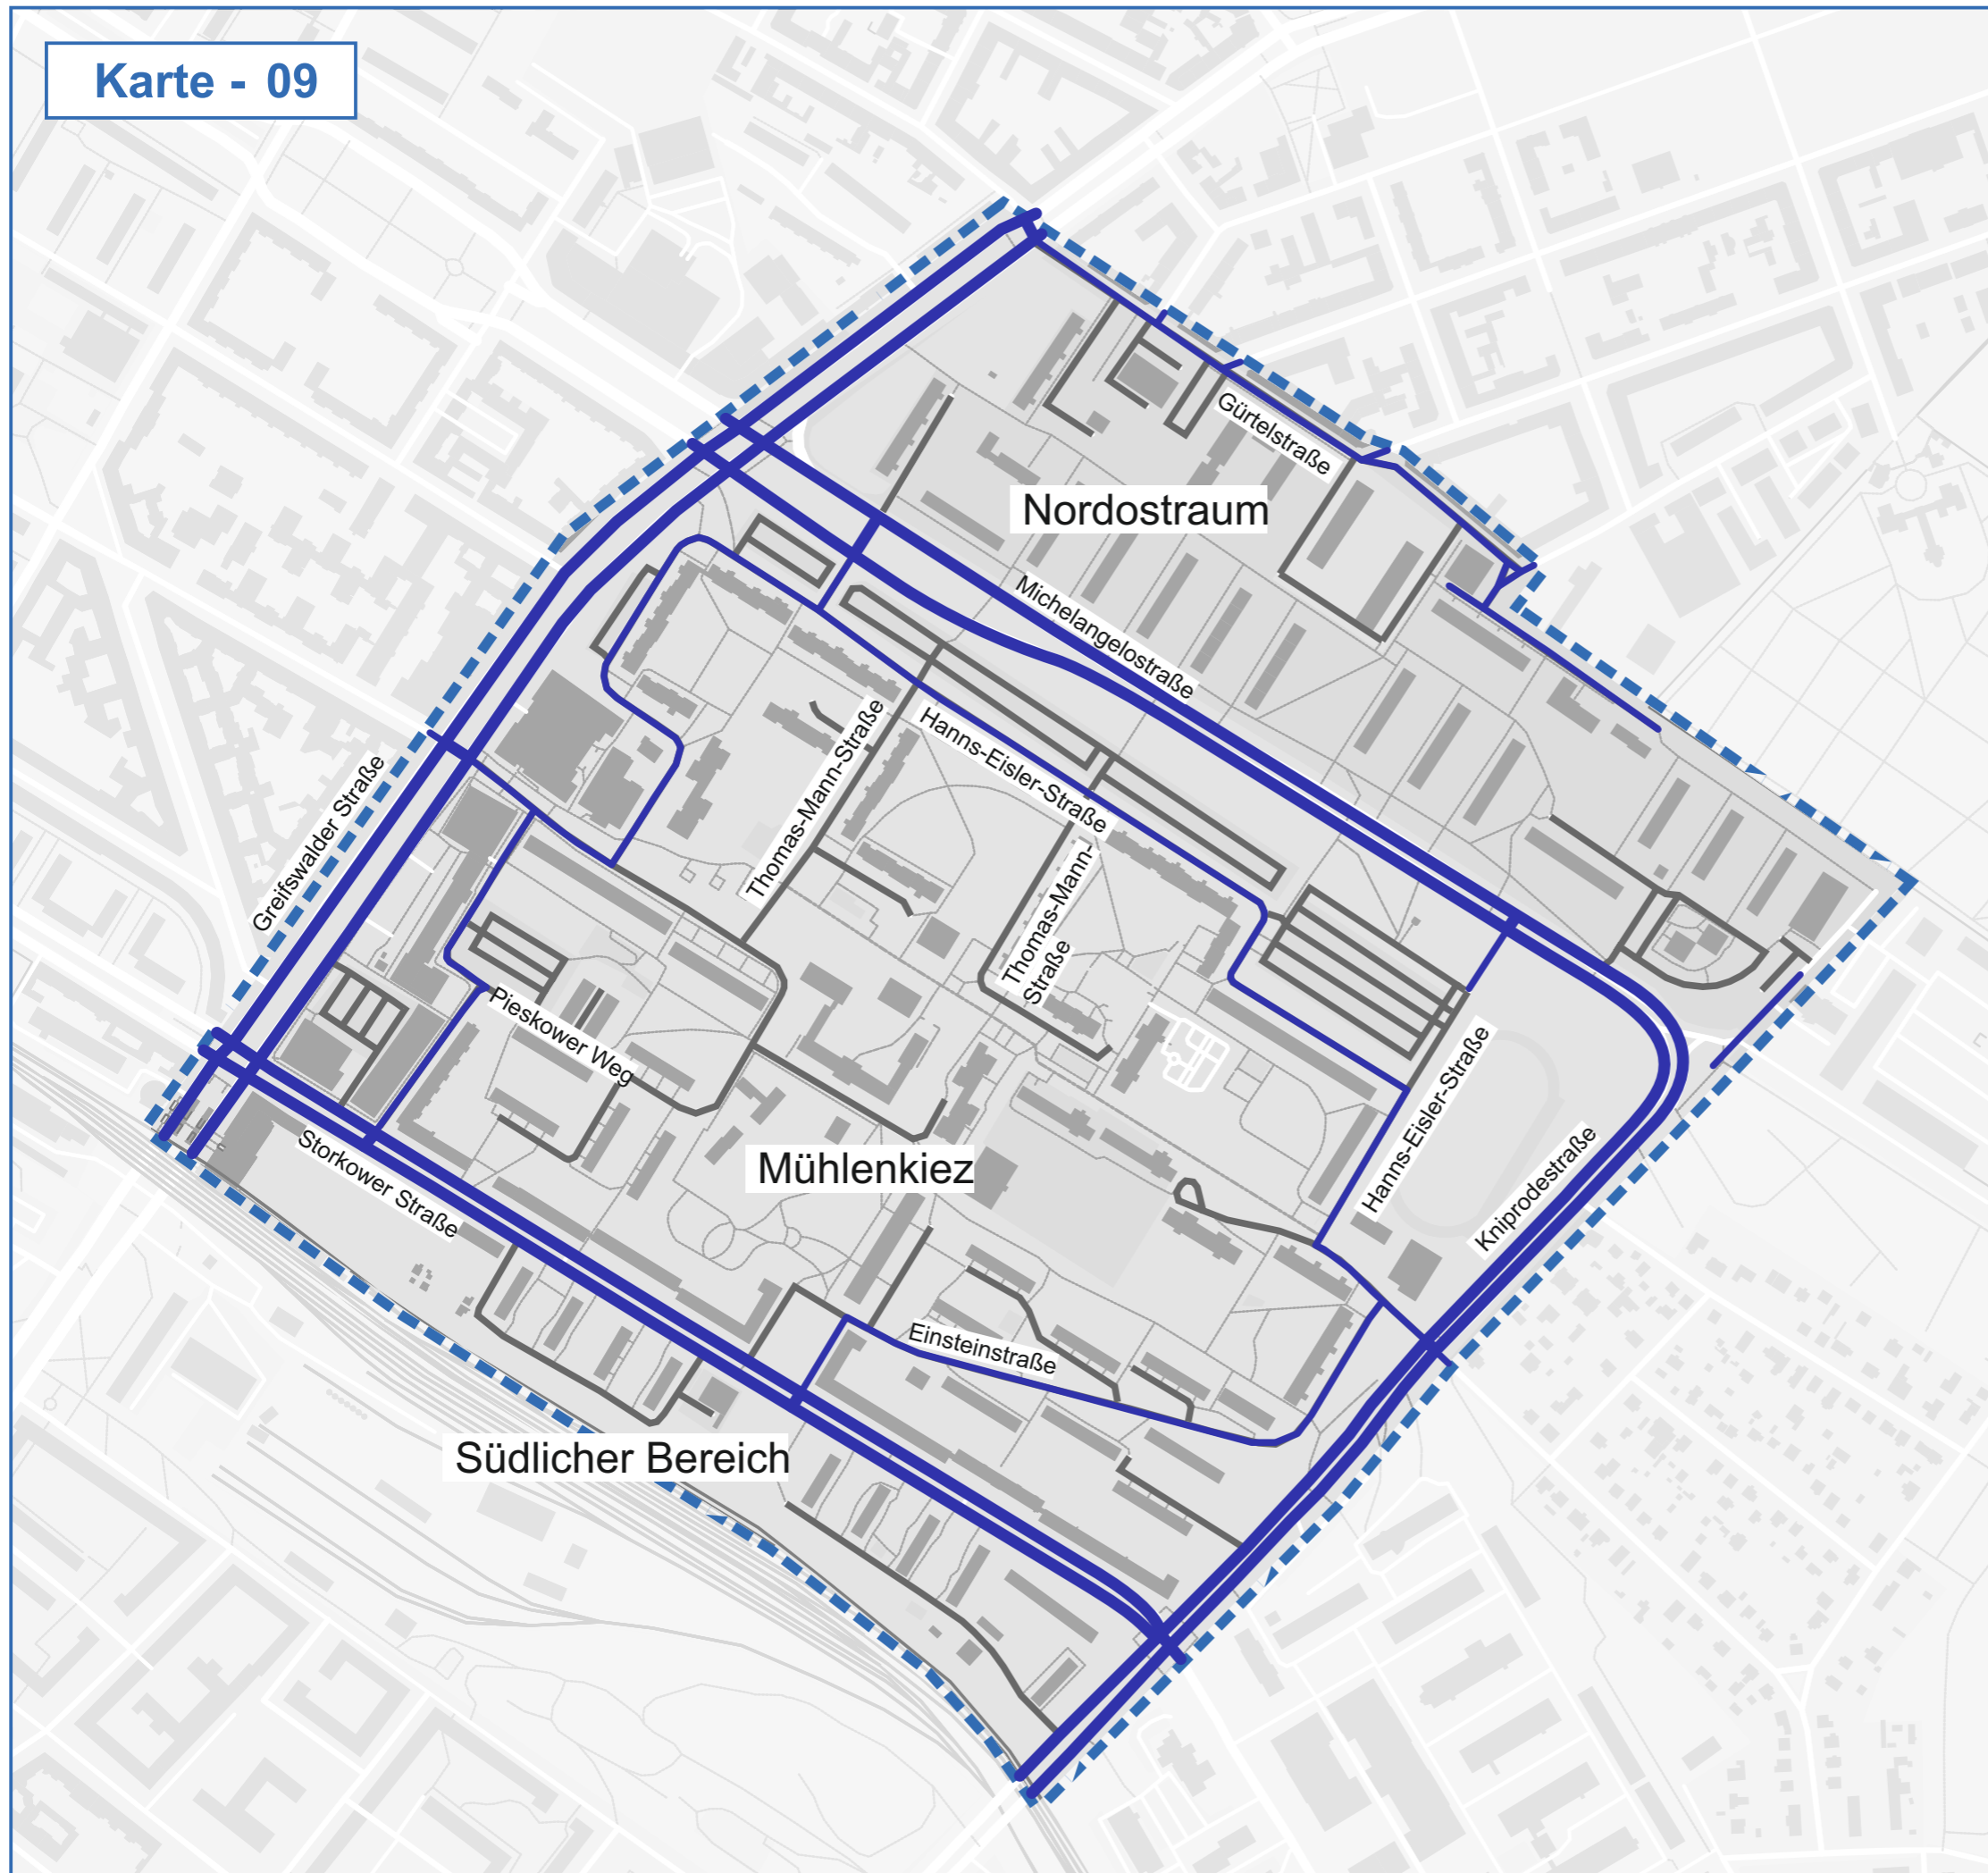 Karte - 09
Gürtelstraße
Nordostraum
Michelangelostraße
Thomas-Mann-Straße
Hanns-Eisler-Straße
Greifswalder Straße
Thomas-Mann-
Straße
Pieskower Weg
Hanns-Eisler-Straße
Kniprodestraße
Storkower Straße
Mühlenkiez
Einsteinstraße
Südlicher Bereich